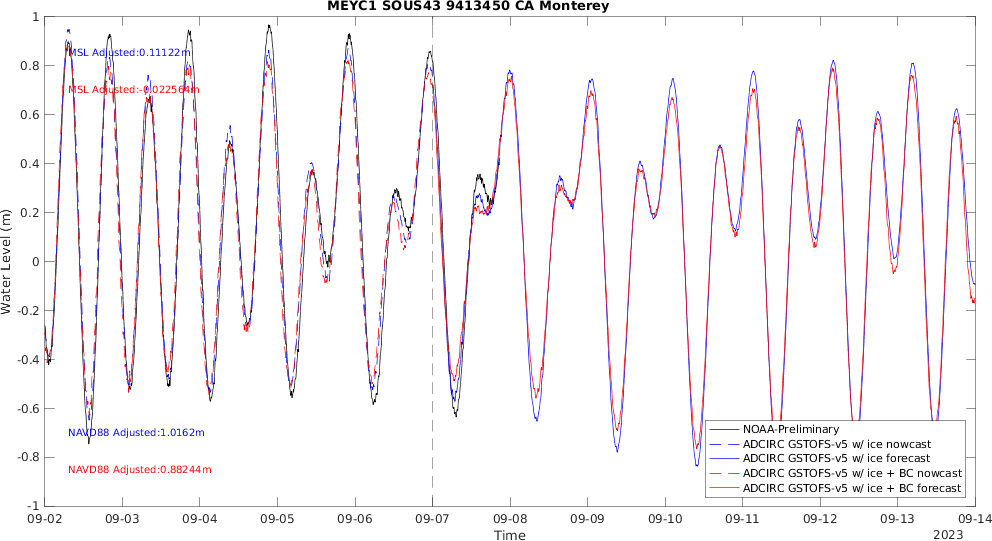 MEYC1 SOUS43 9413450 CA Monterey
1
0.8
0.6
0.4
0.2
0
-0.2
-0.4
-0.6
-0.8
-1
Water Level (m)
MSL Adjusted:0.11122m
MSL Adjusted:-0.022564m
NAVD88 Adjusted:1.0162m
NAVD88 Adjusted:0.88244m
NOAA-Preliminary
ADCIRC GSTOFS-v5 w/ ice nowcast
ADCIRC GSTOFS-v5 w/ ice forecast
ADCIRC GSTOFS-v5 w/ ice + BC nowcast
ADCIRC GSTOFS-v5 w/ ice + BC forecast
09-02 09-03 09-04 09-05 09-06 09-07 09-08 09-09 09-10 09-11 09-12 09-13 09-14
Time
2023